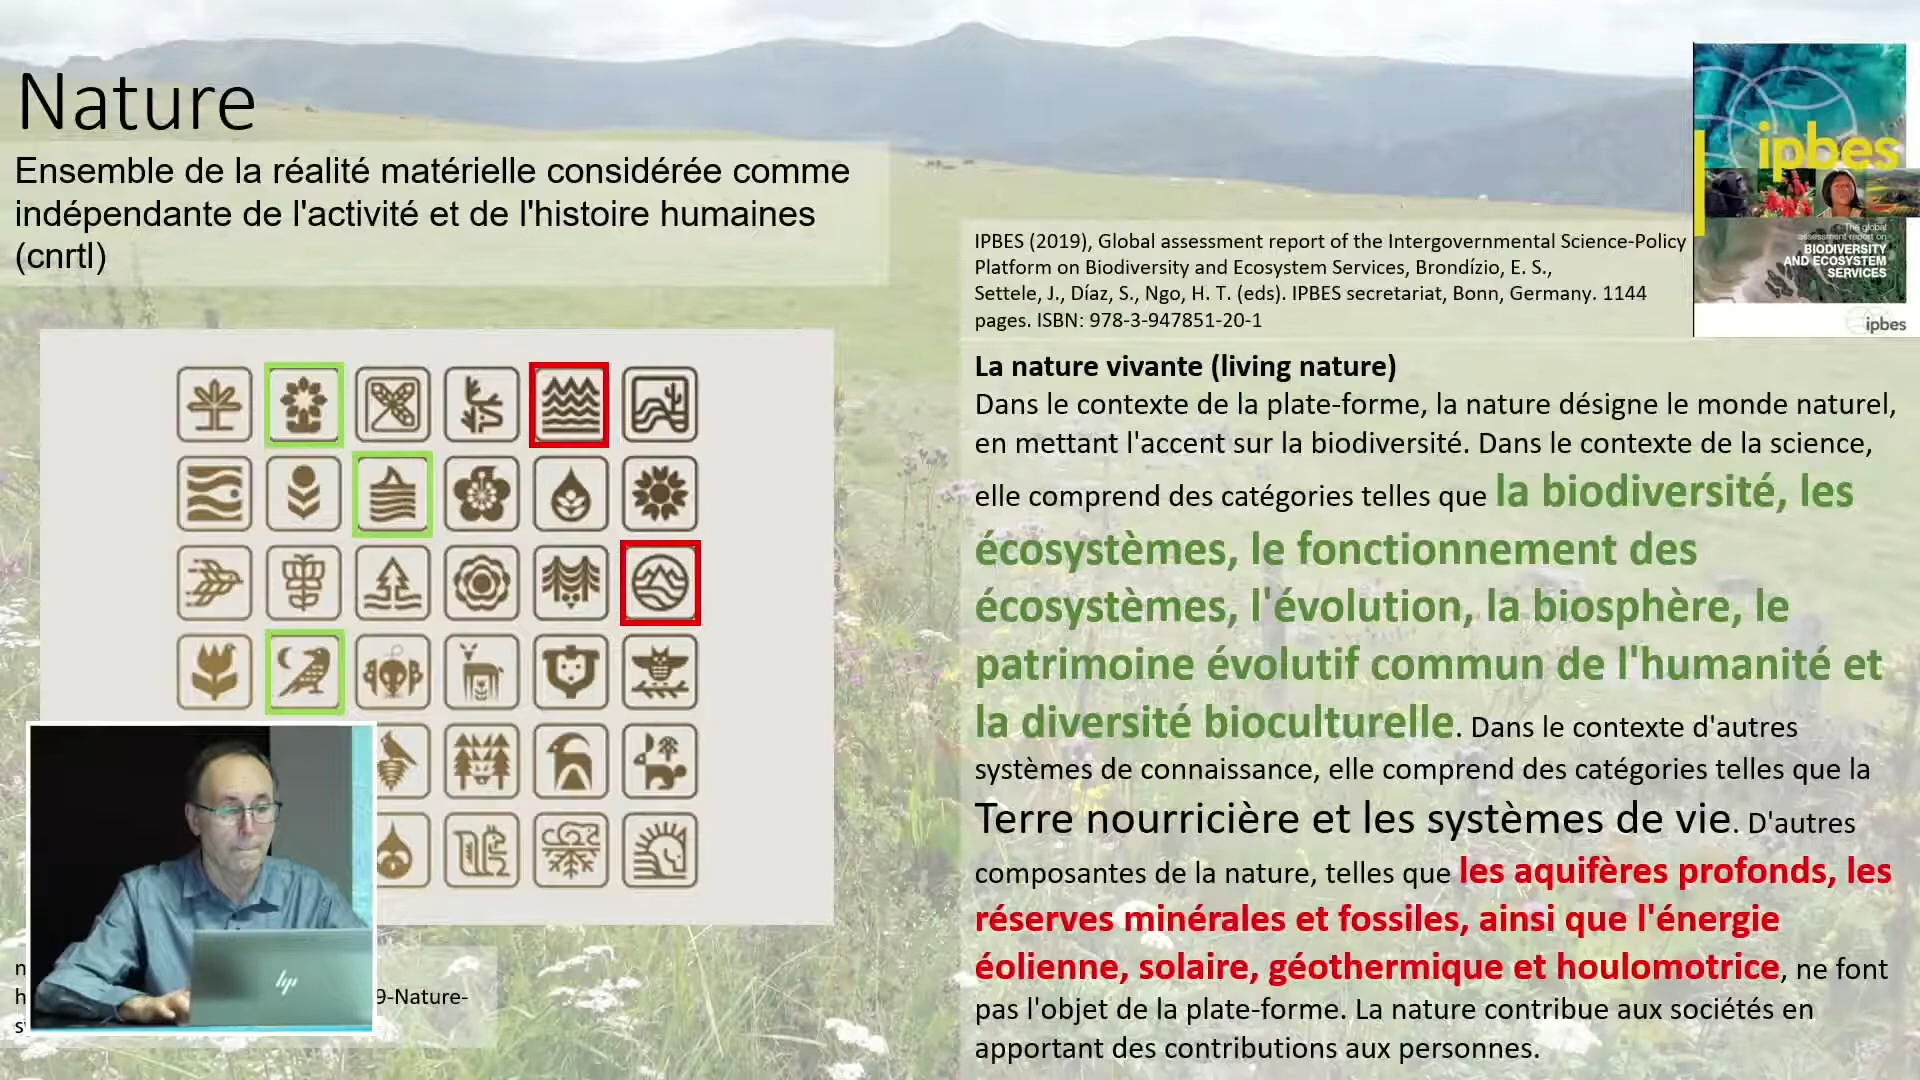 Nature
Ensemble de la réalité matérielle considérée comme
indépendante de l'activité et de l'histoire humaines
(cnrtl)
ipbes
The global
assessment report on
BIODIVERSITY
AND ECOSYSTEM
SERVICES
ipbes
IPBES (2019), Global assessment report of the Intergovernmental Science-Policy
Platform on Biodiversity and Ecosystem Services, Brondízio, E. S.,
Settele, J., Díaz, S., Ngo, H. T. (eds). IPBES secretariat, Bonn, Germany. 1144
pages. ISBN: 978-3-947851-20-1
La nature vivante (living nature)
Dans le contexte de la plate-forme, la nature désigne le monde naturel,
en mettant l'accent sur la biodiversité. Dans le contexte de la science,
elle comprend des catégories telles que la biodiversité, les
écosystèmes, le fonctionnement des
écosystèmes, l'évolution, la biosphère, le
patrimoine évolutif commun de l'humanité et
la diversité bioculturelle. Dans le contexte d'autres
systèmes de connaissance, elle comprend des catégories telles que la
Terre nourricière et les systèmes de vie. D'autres
composantes de la nature, telles que les aquifères profonds, les
réserves minérales et fossiles, ainsi que l'énergie
éolienne, solaire, géothermique et houlomotrice, ne font
pas l'objet de la plate-forme. La nature contribue aux sociétés en
apportant des contributions aux personnes.
hp
9-Nature-